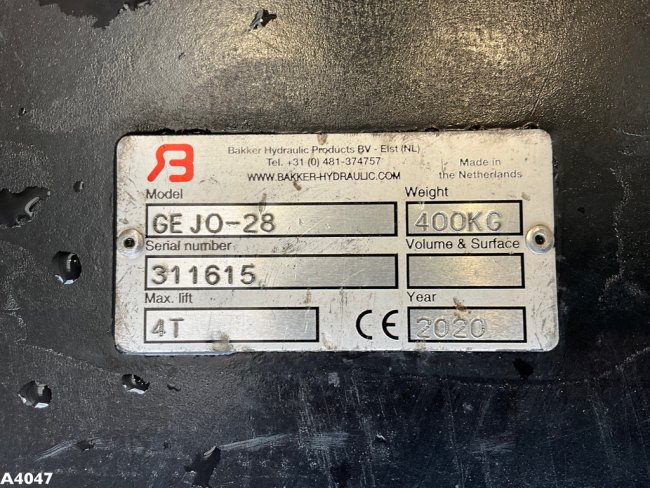 B
Bakker Hydraulic Products BV - Elst (NL)
Tel. +31 (0) 481-374757
WWW.BAKKER-HYDRAULIC.COM
Made in
the Netherlands
Model
GE JO-28
Weight
400KG
Serial number
311615
Volume & Surface
Max. lift
4T
CE
Year
2020
A4047